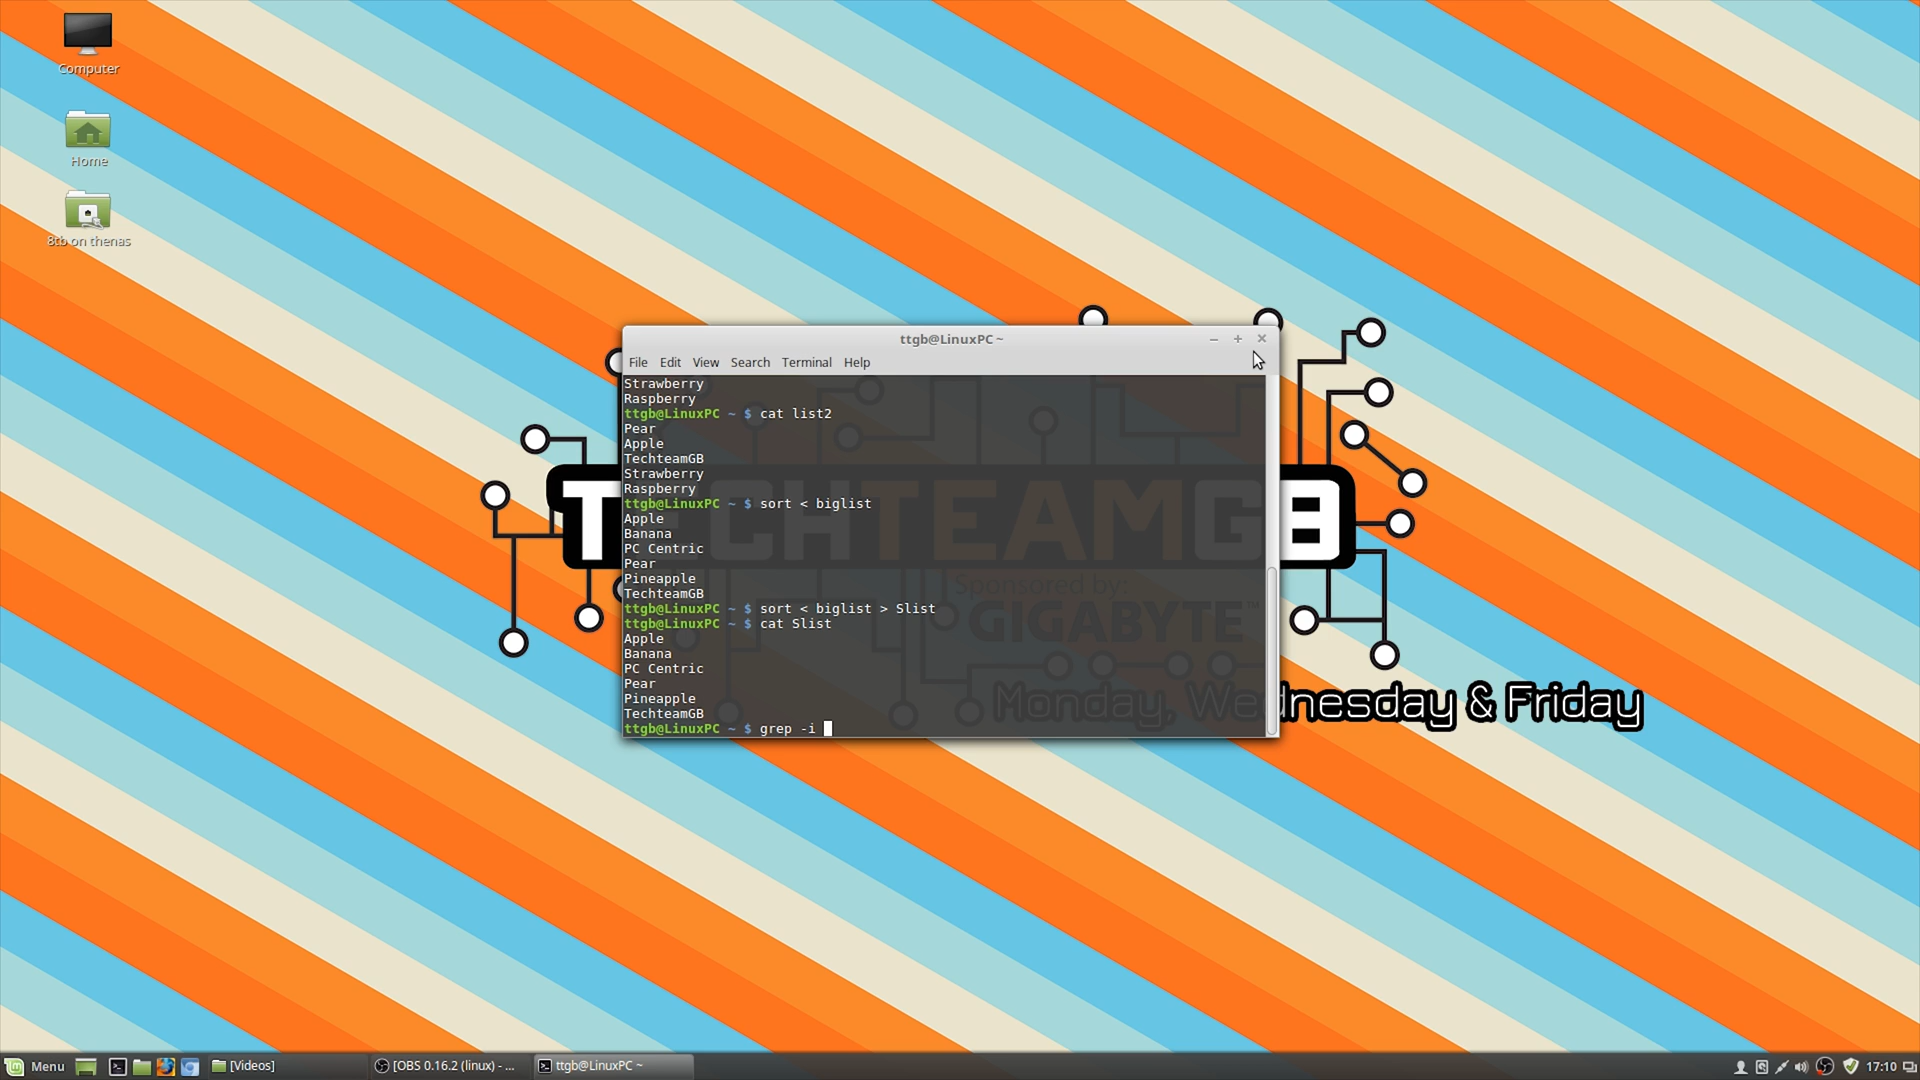 Computer
Home
8tb on thenas
ttgb@LinuxPC ~
File Edit View Search Terminal Help
Strawberry
Raspberry
ttgb@LinuxPC ~ $ cat list2
Pear
Apple
TechteamGB
Strawberry
Raspberry
ttgb@LinuxPC ~ $ sort < biglist
Apple
Banana
PC Centric
Pear
Pineapple
TechteamGB
ttgb@LinuxPC ~ $ sort < biglist > Slist
ttgb@LinuxPC ~ $ cat Slist
Apple
Banana
PC Centric
Pear
Pineapple
TechteamGB
ttgb@LinuxPC ~ $ grep -i
TECHTEAMGB
Sponsored by:
GIGABYTE™
Monday, Wednesday & Friday
Menu [Videos] [OBS 0.16.2 (linux) - ... ttgb@LinuxPC ~ 17:10